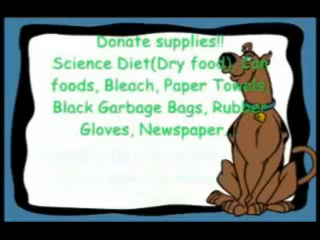 Donate supplies!!
Science Diet(Dry food), Can
foods, Bleach, Paper Towels,
Black Garbage Bags, Rubber
Gloves, Newspaper